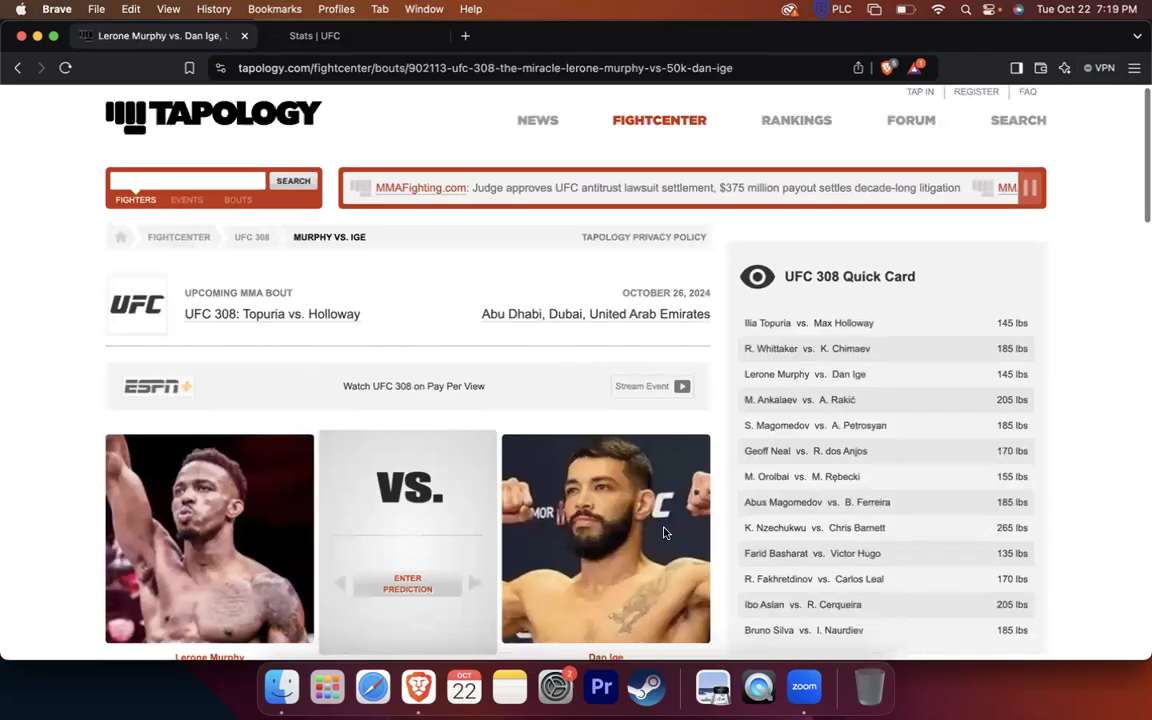 Brave File Edit View History Bookmarks Profiles Tab Window Help PLC Tue Oct 22 7:19 PM
Lerone Murphy vs. Dan Ige, Stats | UFC
tapology.com/fightcenter/bouts/902113-ufc-308-the-miracle-lerone-murphy-vs-50k-dan-ige 5 1 VPN
TAP IN REGISTER FAQ
TAPOLOGY NEWS FIGHTCENTER RANKINGS FORUM SEARCH
SEARCH
MMAFighting.com: Judge approves UFC antitrust lawsuit settlement, $375 million payout settles decade-long litigation MM
FIGHTERS EVENTS BOUTS
FIGHTCENTER UFC 308 MURPHY VS. IGE TAPOLOGY PRIVACY POLICY
UFC
UPCOMING MMA BOUT OCTOBER 26, 2024
UFC 308: Topuria vs. Holloway Abu Dhabi, Dubai, United Arab Emirates
ESPN+ Watch UFC 308 on Pay Per View Stream Event
VS.
ENTER
PREDICTION
MOR
Lerone Murphy Dan Ige
UFC 308 Quick Card
Ilia Topuria vs. Max Holloway 145 lbs
R. Whittaker vs. K. Chimaev 185 lbs
Lerone Murphy vs. Dan Ige 145 lbs
M. Ankalaev vs. A. Rakić 205 lbs
S. Magomedov vs. A. Petrosyan 185 lbs
Geoff Neal vs. R. dos Anjos 170 lbs
M. Orolbai vs. M. Rębecki 155 lbs
Abus Magomedov vs. B. Ferreira 185 lbs
K. Nzechukwu vs. Chris Barnett 265 lbs
Farid Basharat vs. Victor Hugo 135 lbs
R. Fakhretdinov vs. Carlos Leal 170 lbs
Ibo Aslan vs. R. Cerqueira 205 lbs
Bruno Silva vs. I. Naurdiev 185 lbs
OCT
22
2
Pr
zoom